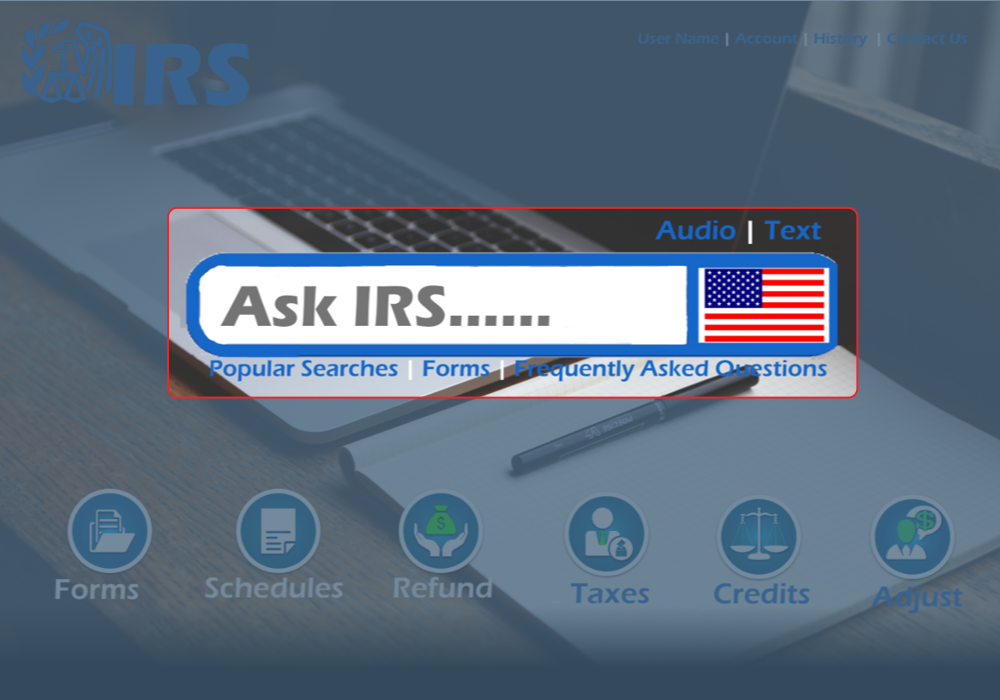 IRS
User Name | Account | History | Contact Us
Audio | Text
Ask IRS......
Popular Searches | Forms | Frequently Asked Questions
Forms
Schedules
Refund
Taxes
Credits
Adjust